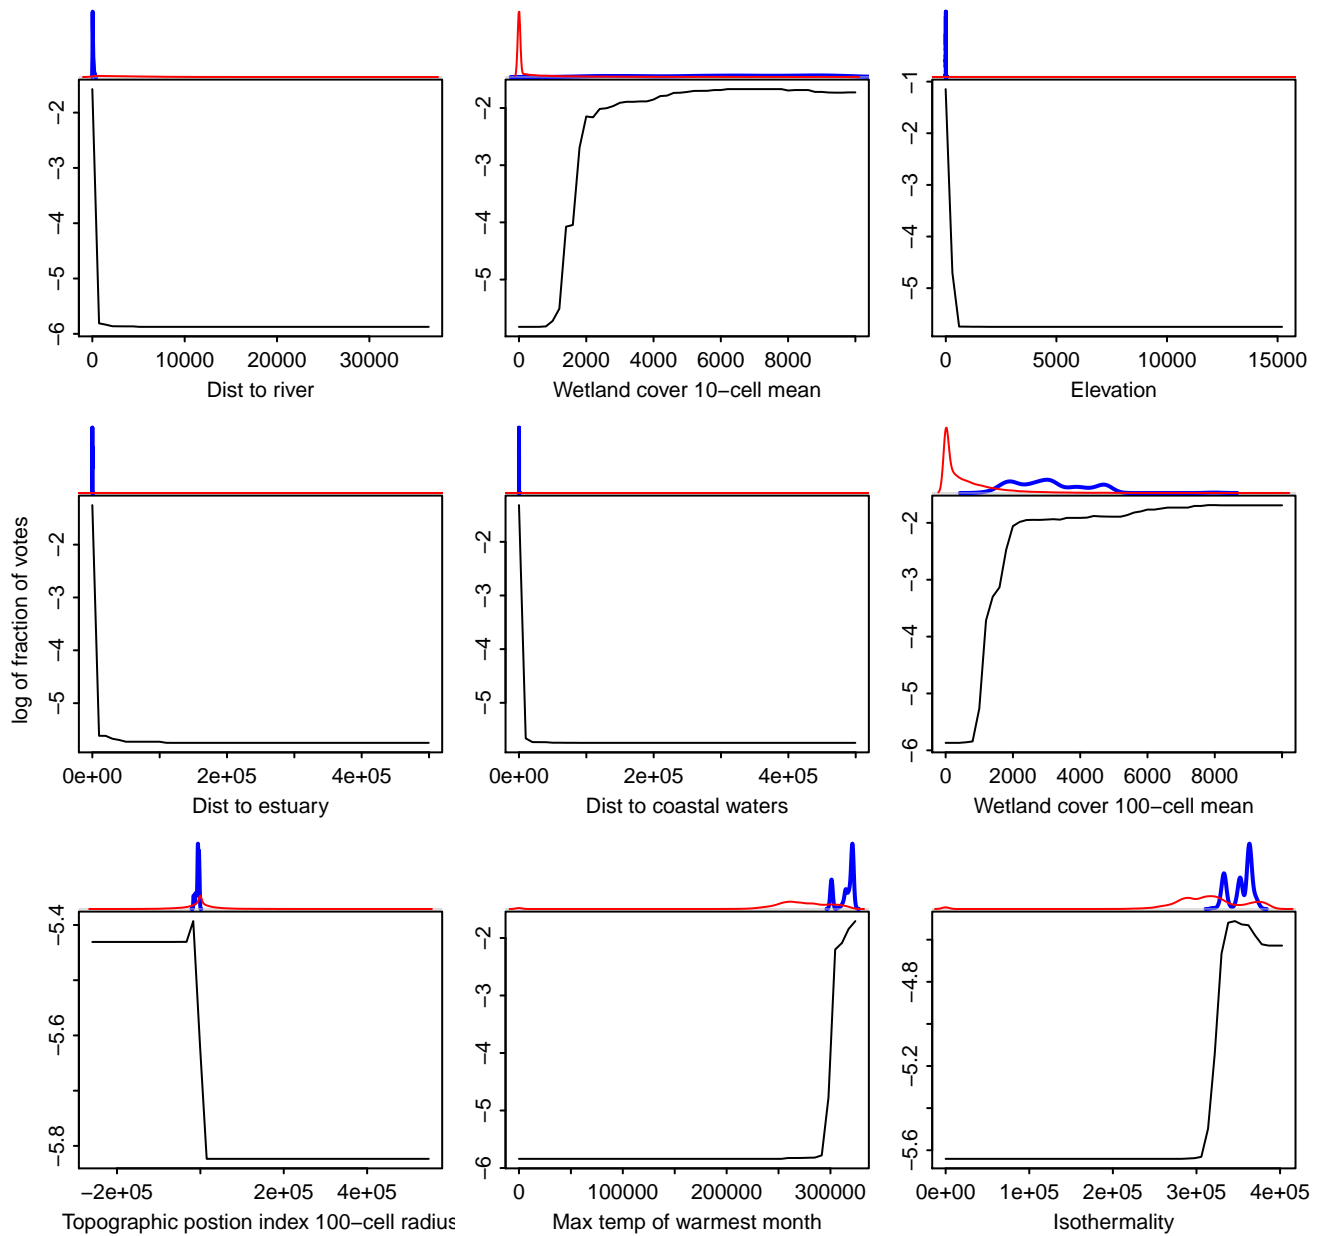 −2
−3
−4
−5
−6
0 10000 20000 30000
Dist to river
−2
−3
−4
−5
0 2000 4000 6000 8000
Wetland cover 10−cell mean
−1
−2
−3
−4
−5
0 5000 10000 15000
Elevation
log of fraction of votes
−2
−3
−4
−5
0e+00 2e+05 4e+05
Dist to estuary
−2
−3
−4
−5
0e+00 2e+05 4e+05
Dist to coastal waters
−2
−3
−4
−5
−6
0 2000 4000 6000 8000
Wetland cover 100−cell mean
−5.4
−5.6
−5.8
−2e+05 2e+05 4e+05
Topographic postion index 100−cell radius
−2
−3
−4
−5
−6
0 100000 200000 300000
Max temp of warmest month
−4.8
−5.2
−5.6
0e+00 1e+05 2e+05 3e+05 4e+05
Isothermality